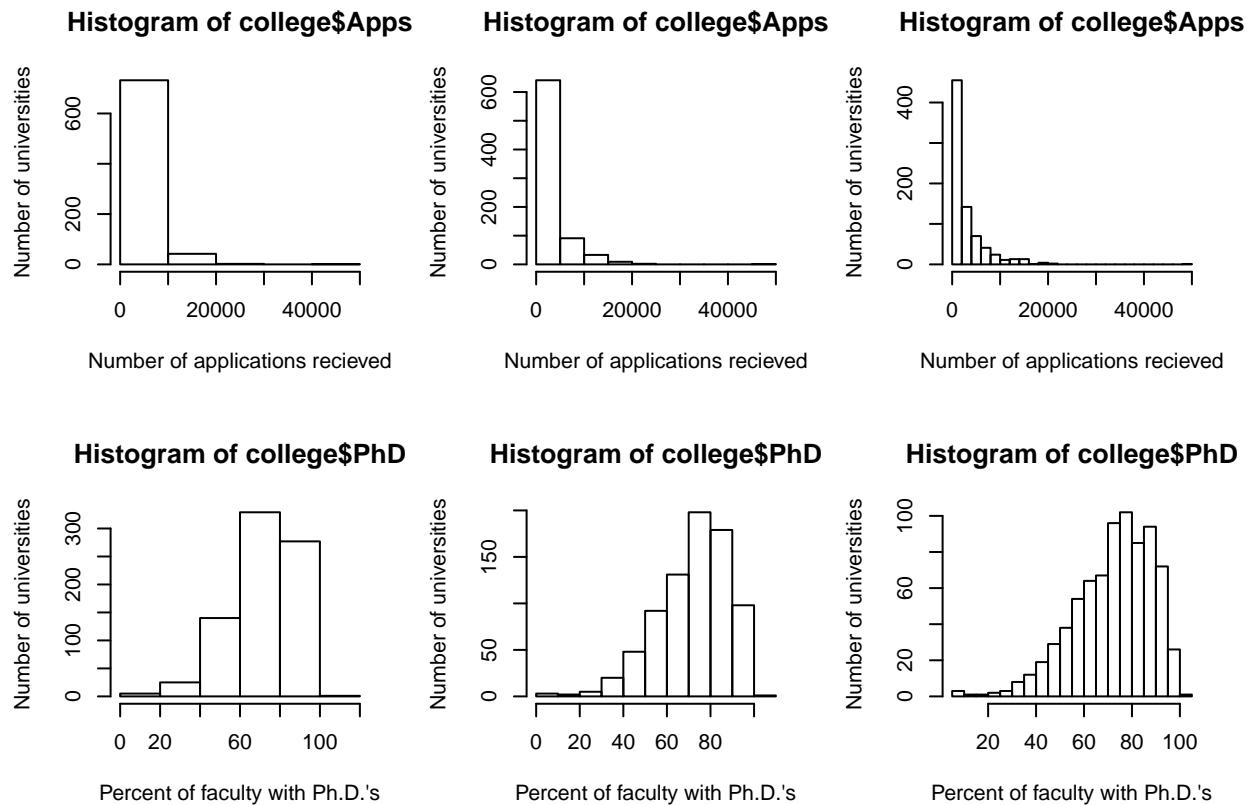 Histogram of college$Apps
Number of universities
600
200
0
0 20000 40000
Number of applications recieved
Histogram of college$Apps
Number of universities
600
400
200
0
0 20000 40000
Number of applications recieved
Histogram of college$Apps
Number of universities
400
200
0
0 20000 40000
Number of applications recieved
Histogram of college$PhD
Number of universities
300
200
100
0
0 20 60 100
Percent of faculty with Ph.D.'s
Histogram of college$PhD
Number of universities
150
50
0
0 20 40 60 80
Percent of faculty with Ph.D.'s
Histogram of college$PhD
Number of universities
100
60
20
0
20 40 60 80 100
Percent of faculty with Ph.D.'s